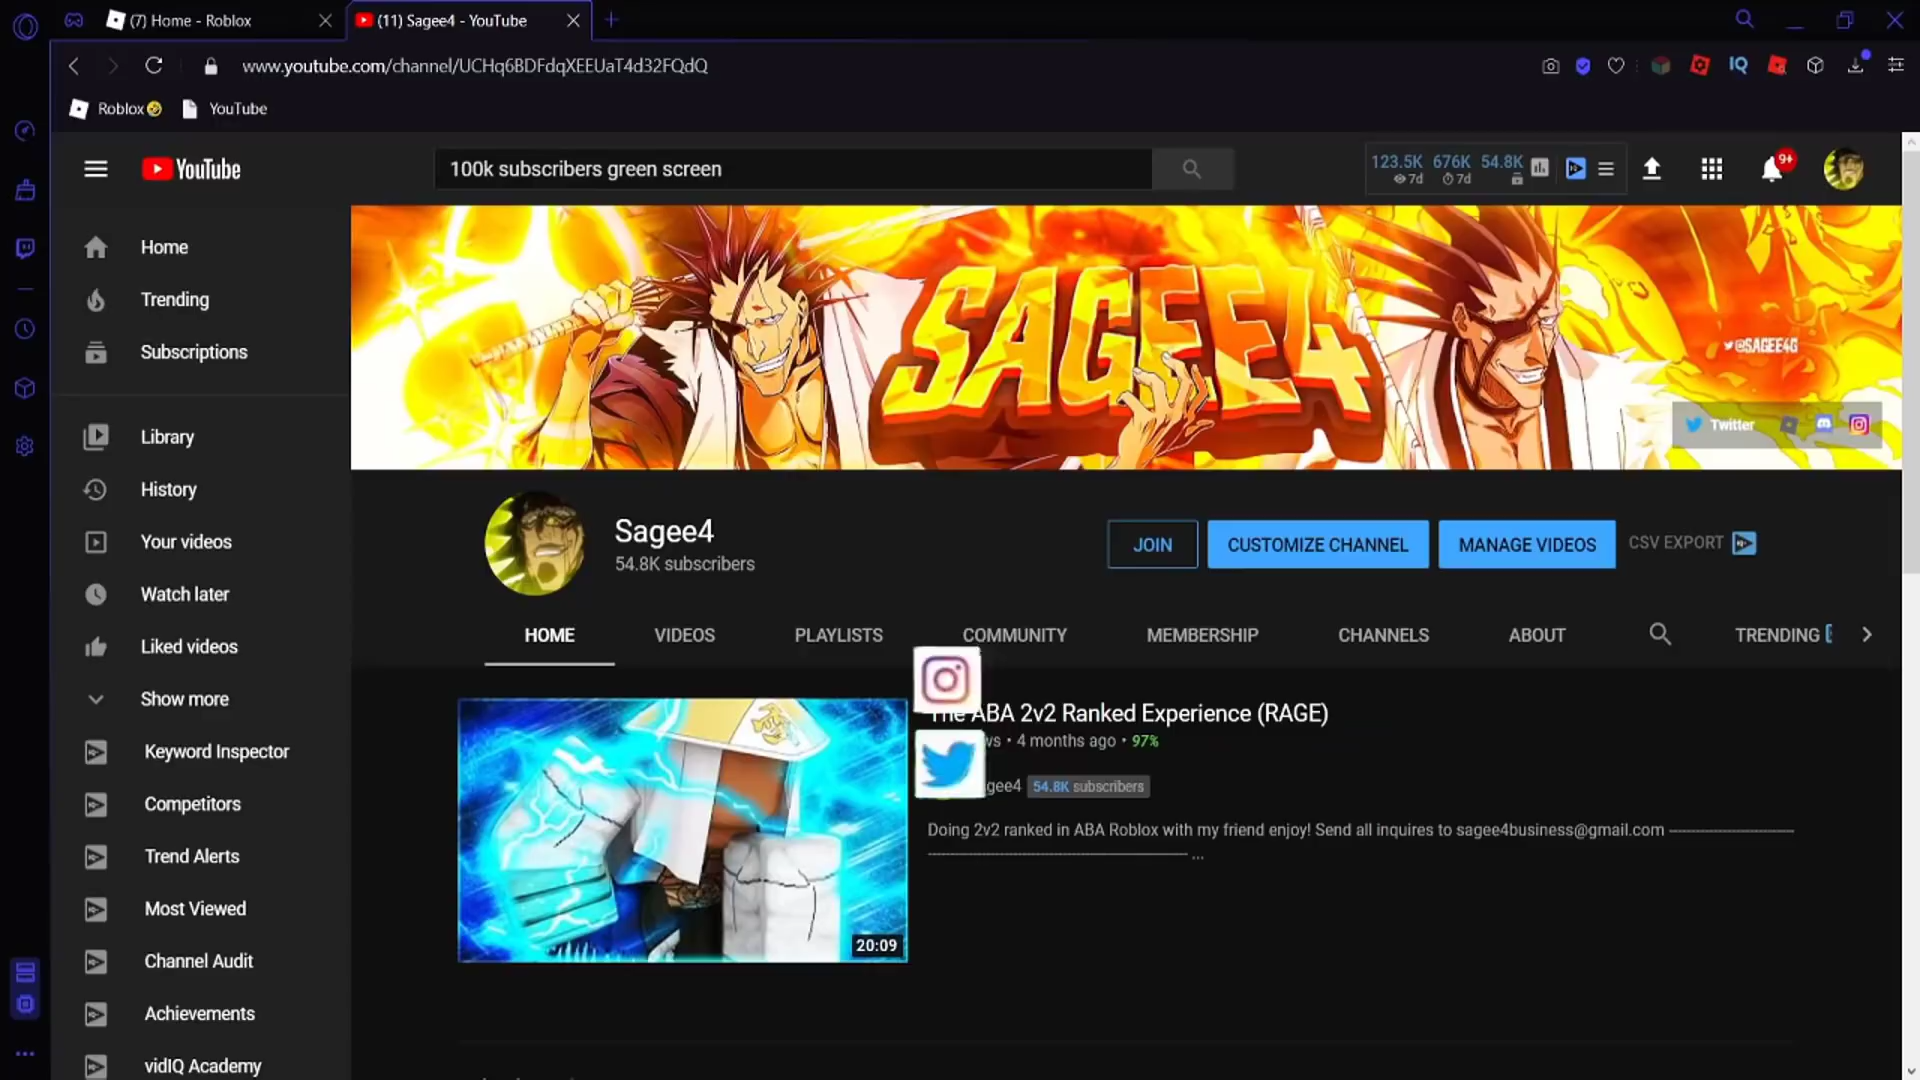 (7) Home - Roblox
(11) Sagee4 - YouTube
www.youtube.com/channel/UCHq6BDFdqXEEUaT4d32FQdQ
IQ
Roblox🤣
YouTube
YouTube
100k subscribers green screen
123.5K 676K 54.8K
7d 7d
9+
Home
Trending
Subscriptions
Library
History
Your videos
Watch later
Liked videos
Show more
Keyword Inspector
Competitors
Trend Alerts
Most Viewed
Channel Audit
Achievements
vidIQ Academy
SAGEE4
@SAGEE4G
Twitter
Sagee4
54.8K subscribers
JOIN
CUSTOMIZE CHANNEL
MANAGE VIDEOS
CSV EXPORT
HOME
VIDEOS
PLAYLISTS
COMMUNITY
MEMBERSHIP
CHANNELS
ABOUT
TRENDING
20:09
The ABA 2v2 Ranked Experience (RAGE)
ws • 4 months ago • 97%
gee4 54.8K subscribers
Doing 2v2 ranked in ABA Roblox with my friend enjoy! Send all inquires to sagee4business@gmail.com ------------------------------
------------------------------------------------------------ ...